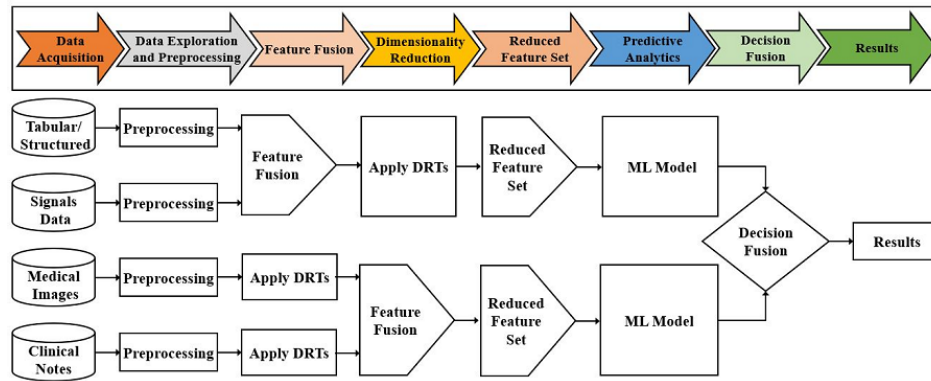 Data
Acquisition
Data Exploration
and Preprocessing
Feature Fusion
Dimensionality
Reduction
Reduced
Feature Set
Predictive
Analytics
Decision
Fusion
Results
Tabular/
Structured
Preprocessing
Signals
Data
Preprocessing
Feature
Fusion
Apply DRTs
Reduced
Feature
Set
ML Model
Medical
Images
Preprocessing
Apply DRTs
Clinical
Notes
Preprocessing
Apply DRTs
Feature
Fusion
Reduced
Feature
Set
ML Model
Decision
Fusion
Results